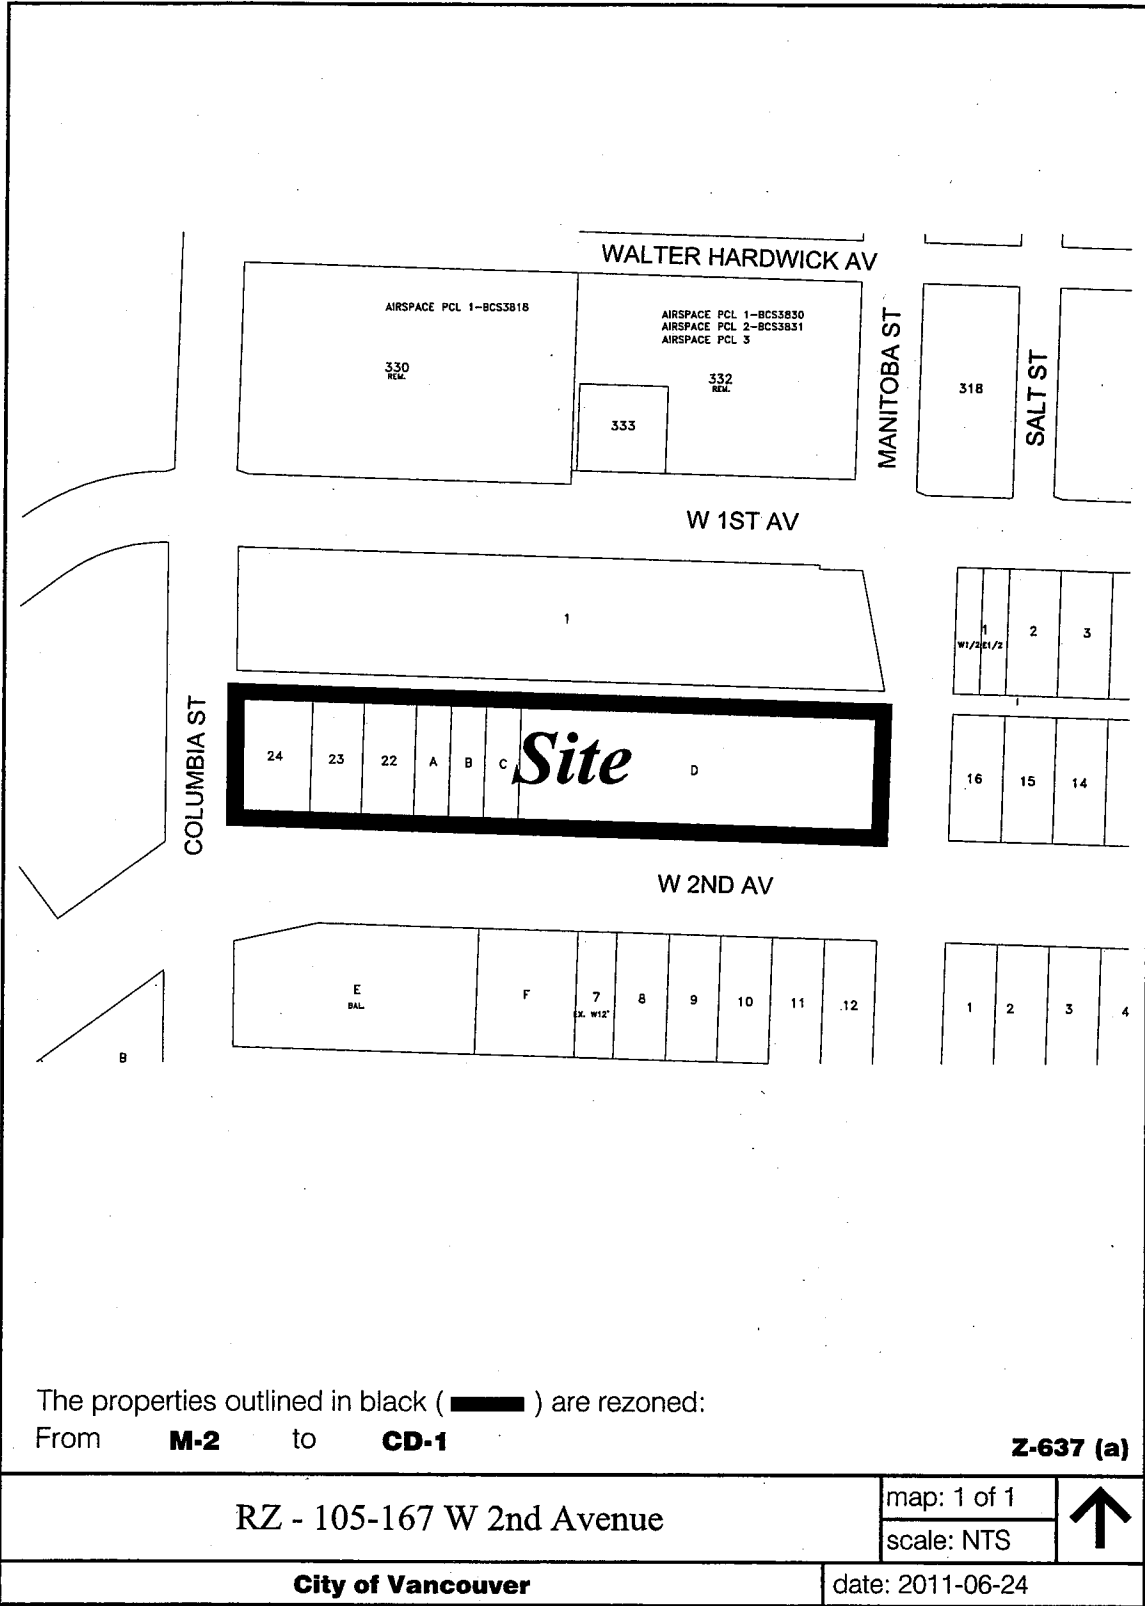 WALTER HARDWICK AV
AIRSPACE PCL 1-BCS3818
AIRSPACE PCL 1-BCS3830
AIRSPACE PCL 2-BCS3831
AIRSPACE PCL 3
330
REM.
332
REM.
333
MANITOBA ST
318
SALT ST
W 1ST AV
1
1
W1/2 E1/2
2
3
COLUMBIA ST
24
23
22
A
B
C
Site
D
16
15
14
W 2ND AV
E
BAL.
F
7
EX. W12'
8
9
10
11
12
1
2
3
4
B
The properties outlined in black ( ) are rezoned:
From M-2 to CD-1
Z-637 (a)
RZ - 105-167 W 2nd Avenue
map: 1 of 1
scale: NTS
City of Vancouver
date: 2011-06-24